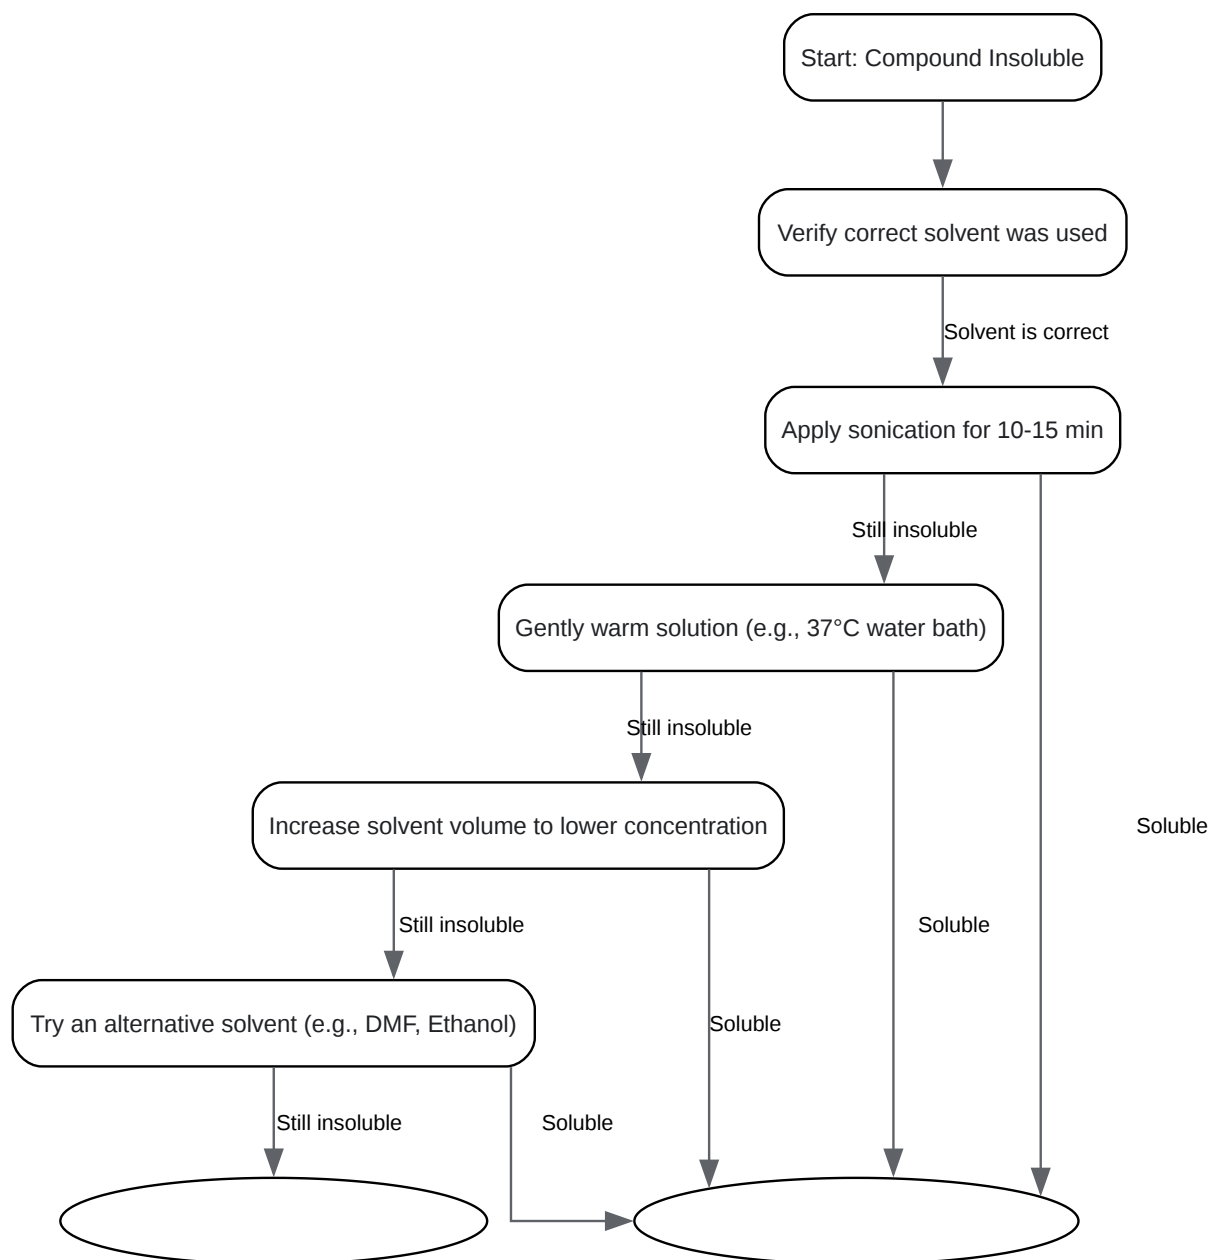 Start: Compound Insoluble
Verify correct solvent was used
Solvent is correct
Apply sonication for 10-15 min
Still insoluble
Gently warm solution (e.g., 37°C water bath)
Still insoluble
Increase solvent volume to lower concentration
Soluble
Still insoluble
Soluble
Try an alternative solvent (e.g., DMF, Ethanol)
Soluble
Still insoluble
Soluble